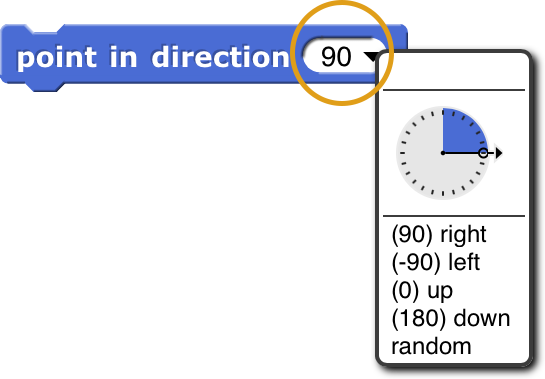 point in direction 90
(90) right
(-90) left
(0) up
(180) down
random